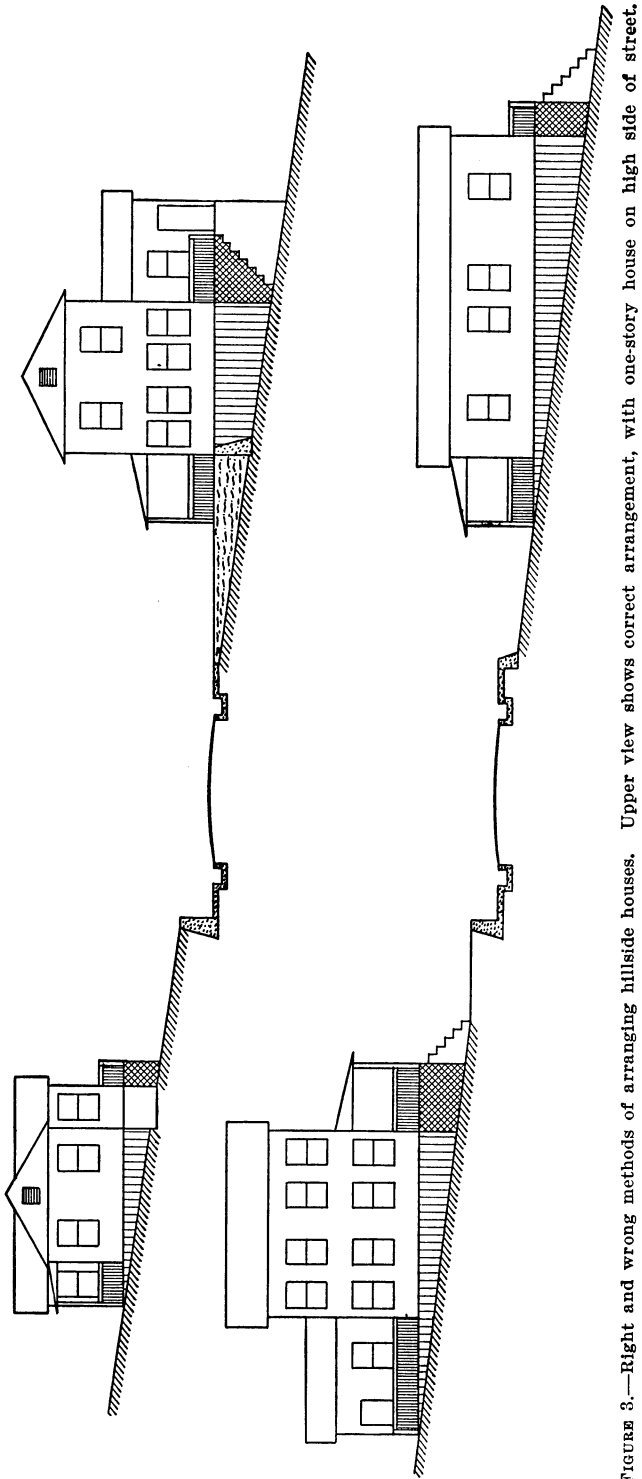 FIGURE 3.—Right and wrong methods of arranging hillside houses. Upper view shows correct arrangement, with one-story house on high side of street.